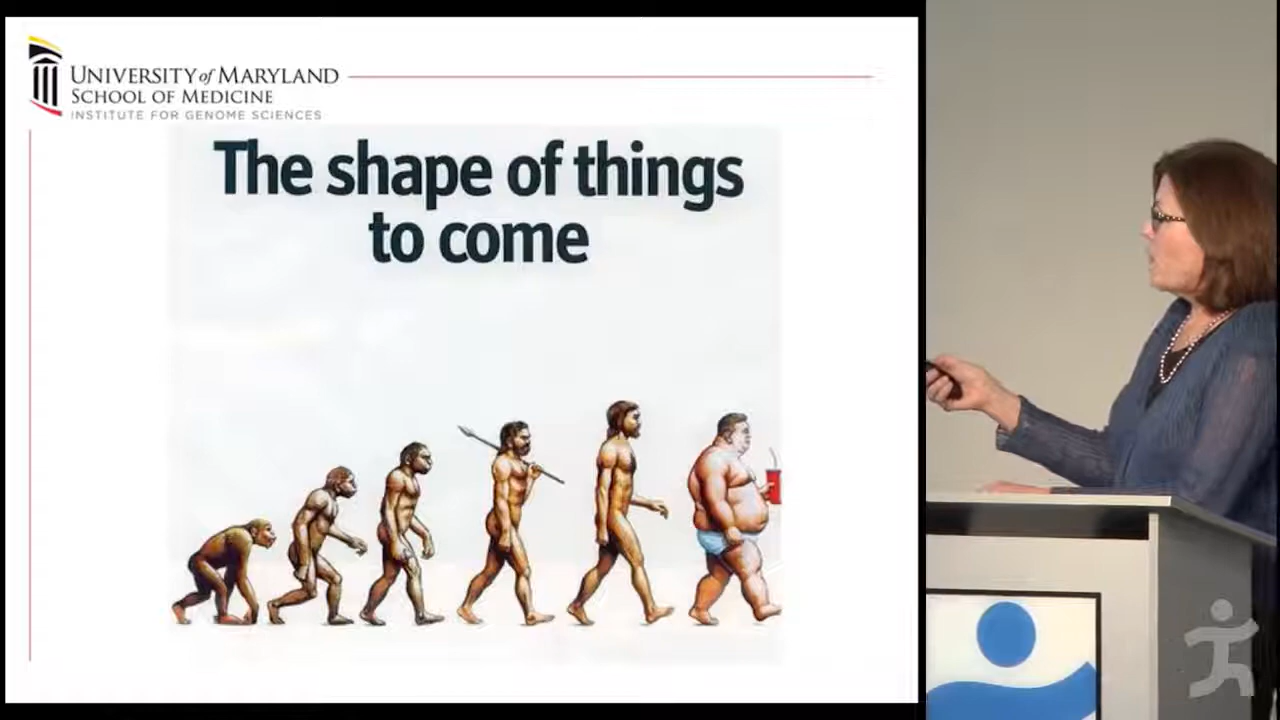 UNIVERSITY of MARYLAND
SCHOOL OF MEDICINE
INSTITUTE FOR GENOME SCIENCES
The shape of things
to come